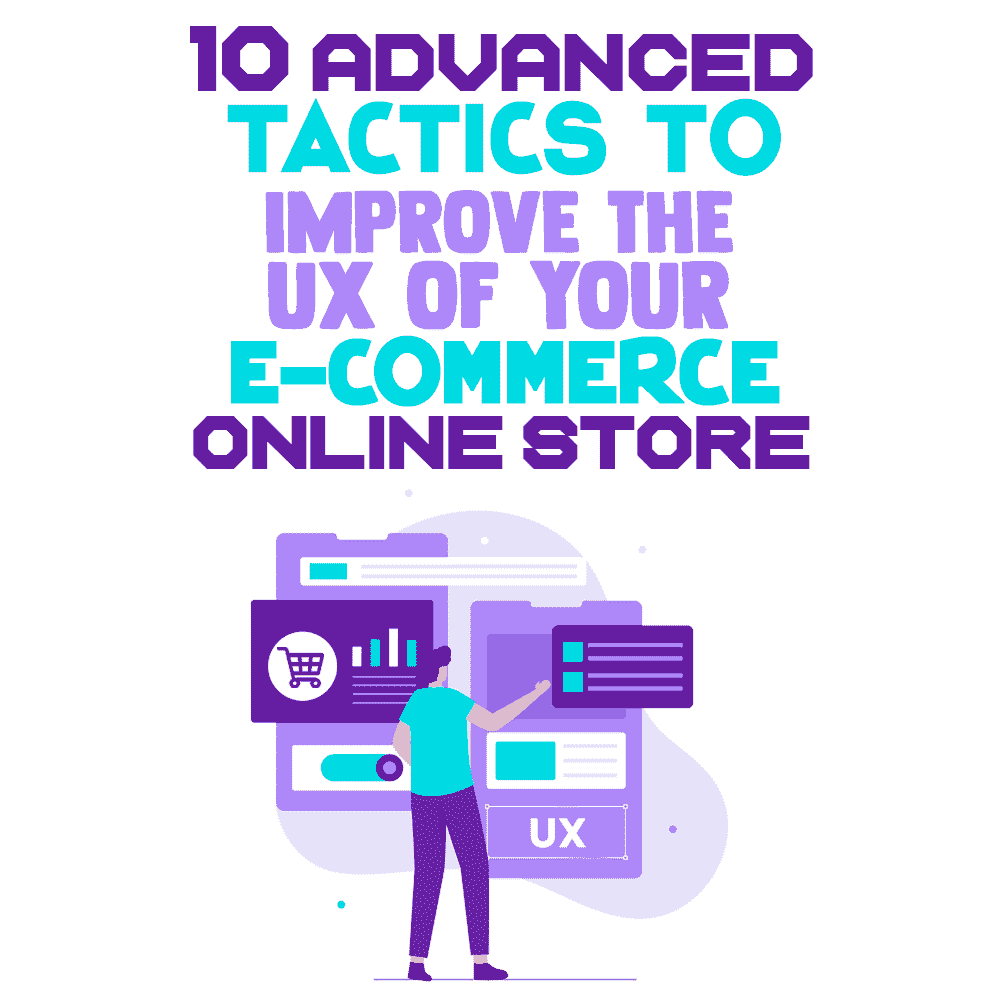 10 ADVANCED
TACTICS TO
IMPROVE THE
UX OF YOUR
E-COMMERCE
ONLINE STORE
UX